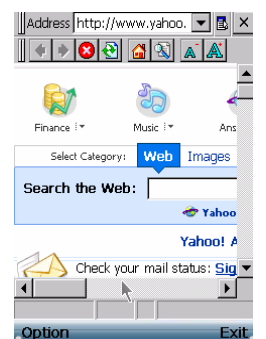 Address http://www.yahoo.
A A
Finance Music Ans
Select Category: Web Images
Search the Web:
Yahoo
Yahoo! A
Check your mail status: Sig
Option Exit